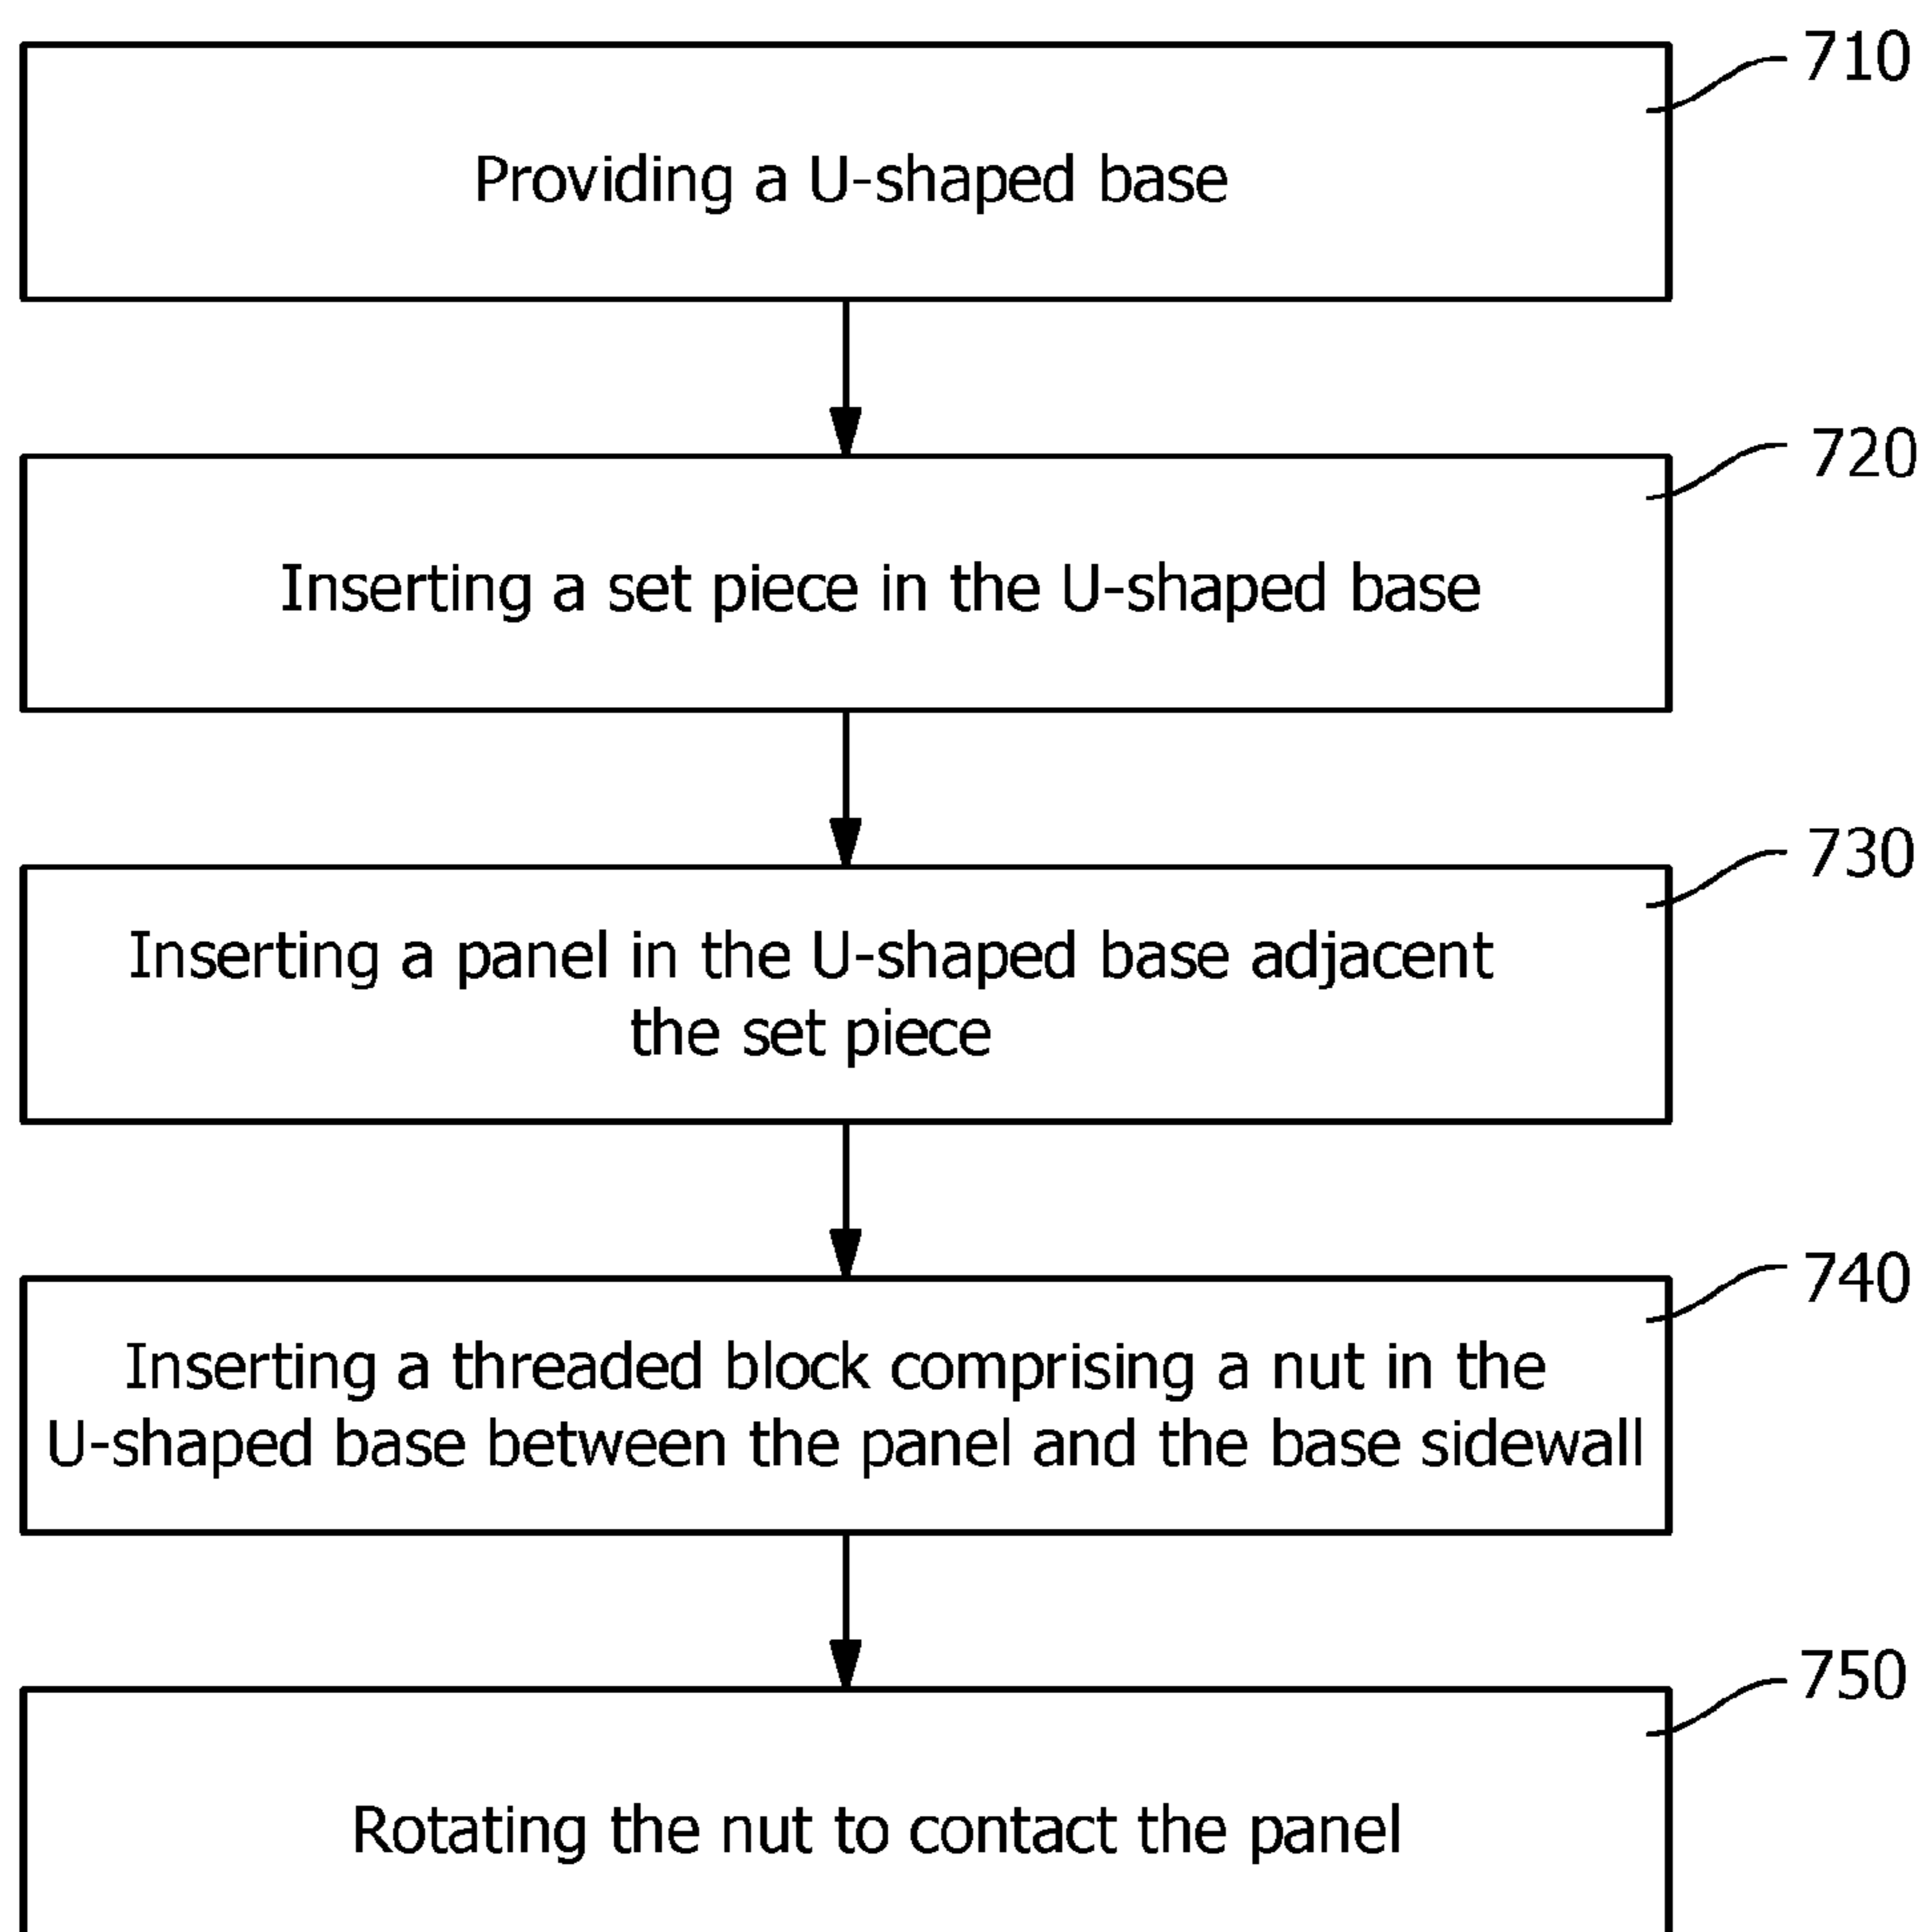 710
Providing a U-shaped base
720
Inserting a set piece in the U-shaped base
730
Inserting a panel in the U-shaped base adjacent
the set piece
740
Inserting a threaded block comprising a nut in the
U-shaped base between the panel and the base sidewall
750
Rotating the nut to contact the panel